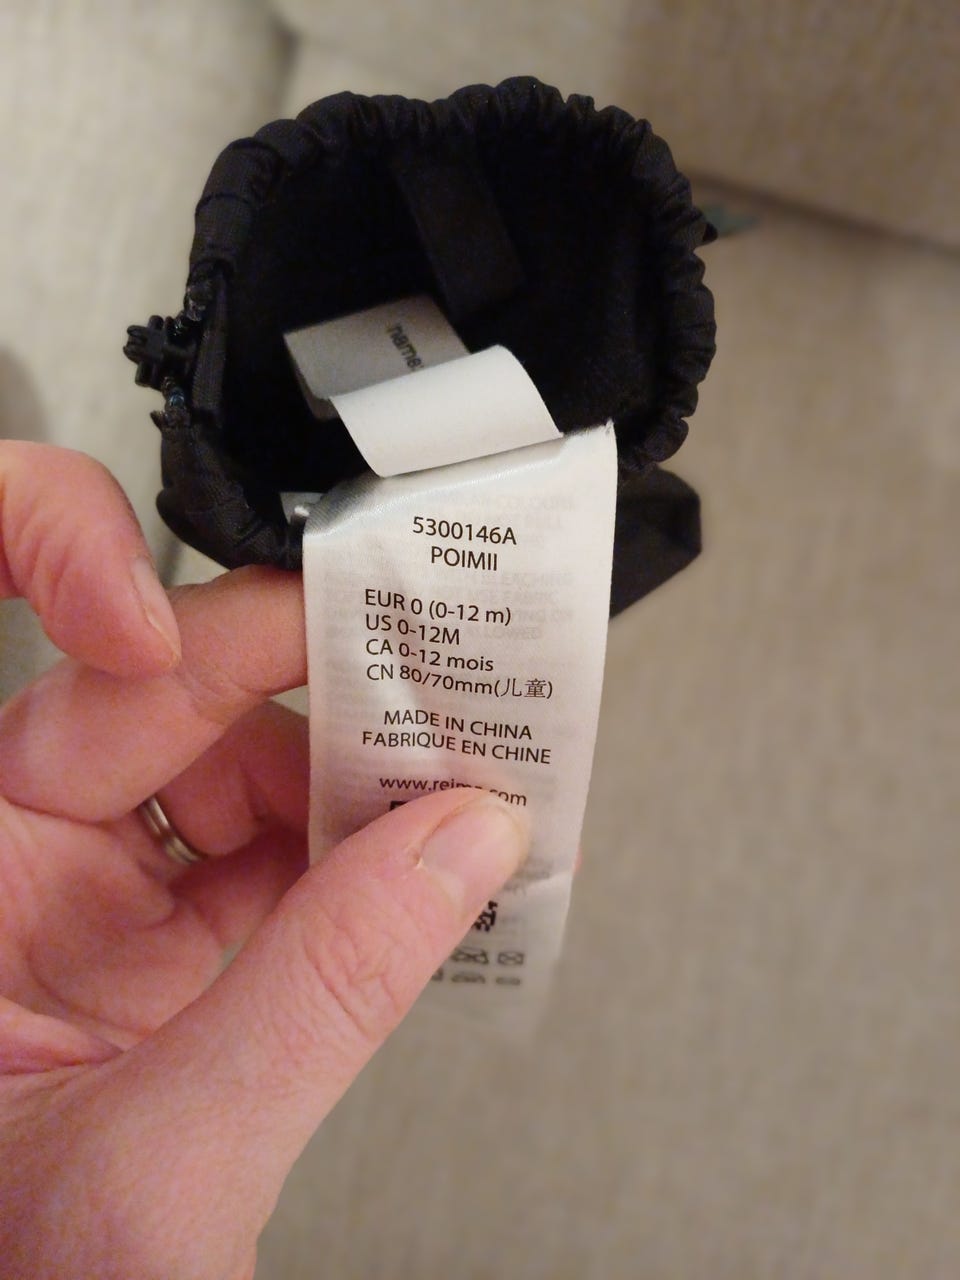 name:
5300146A
POIMII
EUR 0 (0-12 m)
US 0-12M
CA 0-12 mois
CN 80/70mm(儿童)
MADE IN CHINA
FABRIQUE EN CHINE